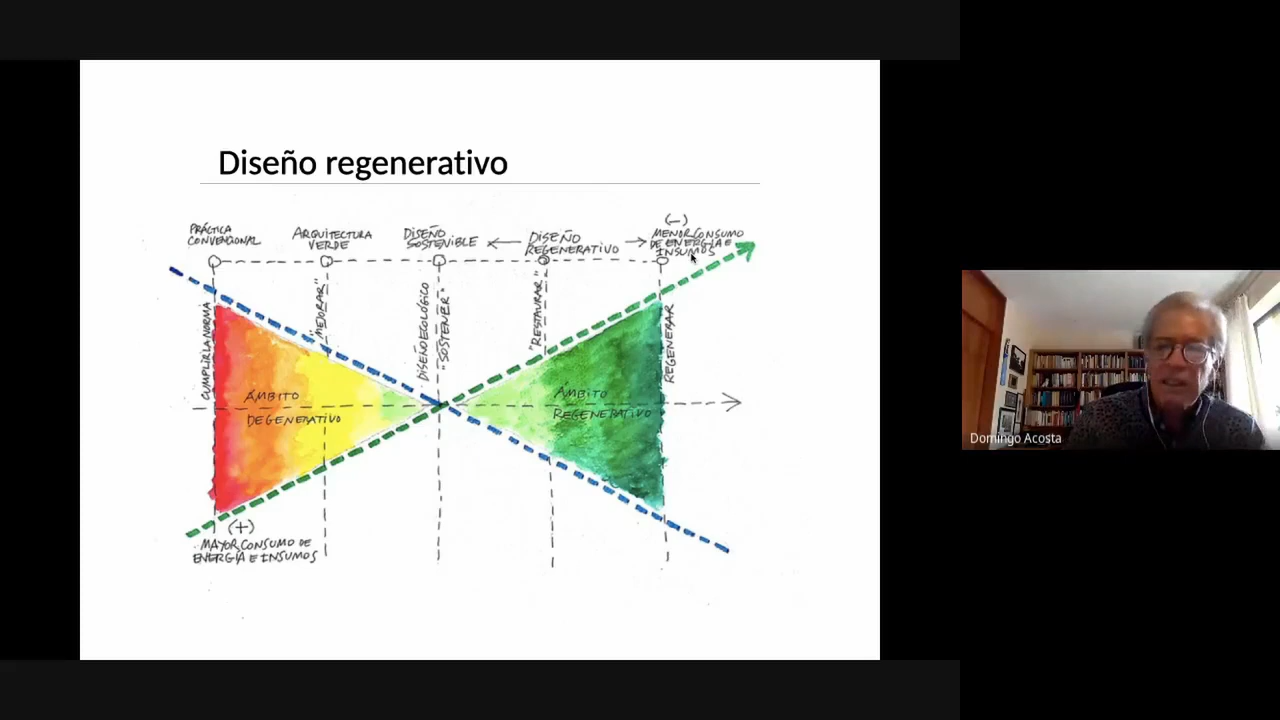 Diseño regenerativo
PRÁCTICA
CONVENCIONAL
ARQUITECTURA
VERDE
DISEÑO
SOSTENIBLE
DISEÑO
REGENERATIVO
(-)
MENOR CONSUMO
DE ENERGIA E
INSUMOS
CUMPLIR LA NORMA
"MEJORAR"
DISEÑO ECOLÓGICO
"SOSTENER"
"RESTAURAR"
REGENERAR
ÁMBITO
DEGENERATIVO
ÁMBITO
REGENERATIVO
(+)
MAYOR CONSUMO DE
ENERGÍA E INSUMOS
Domingo Acosta